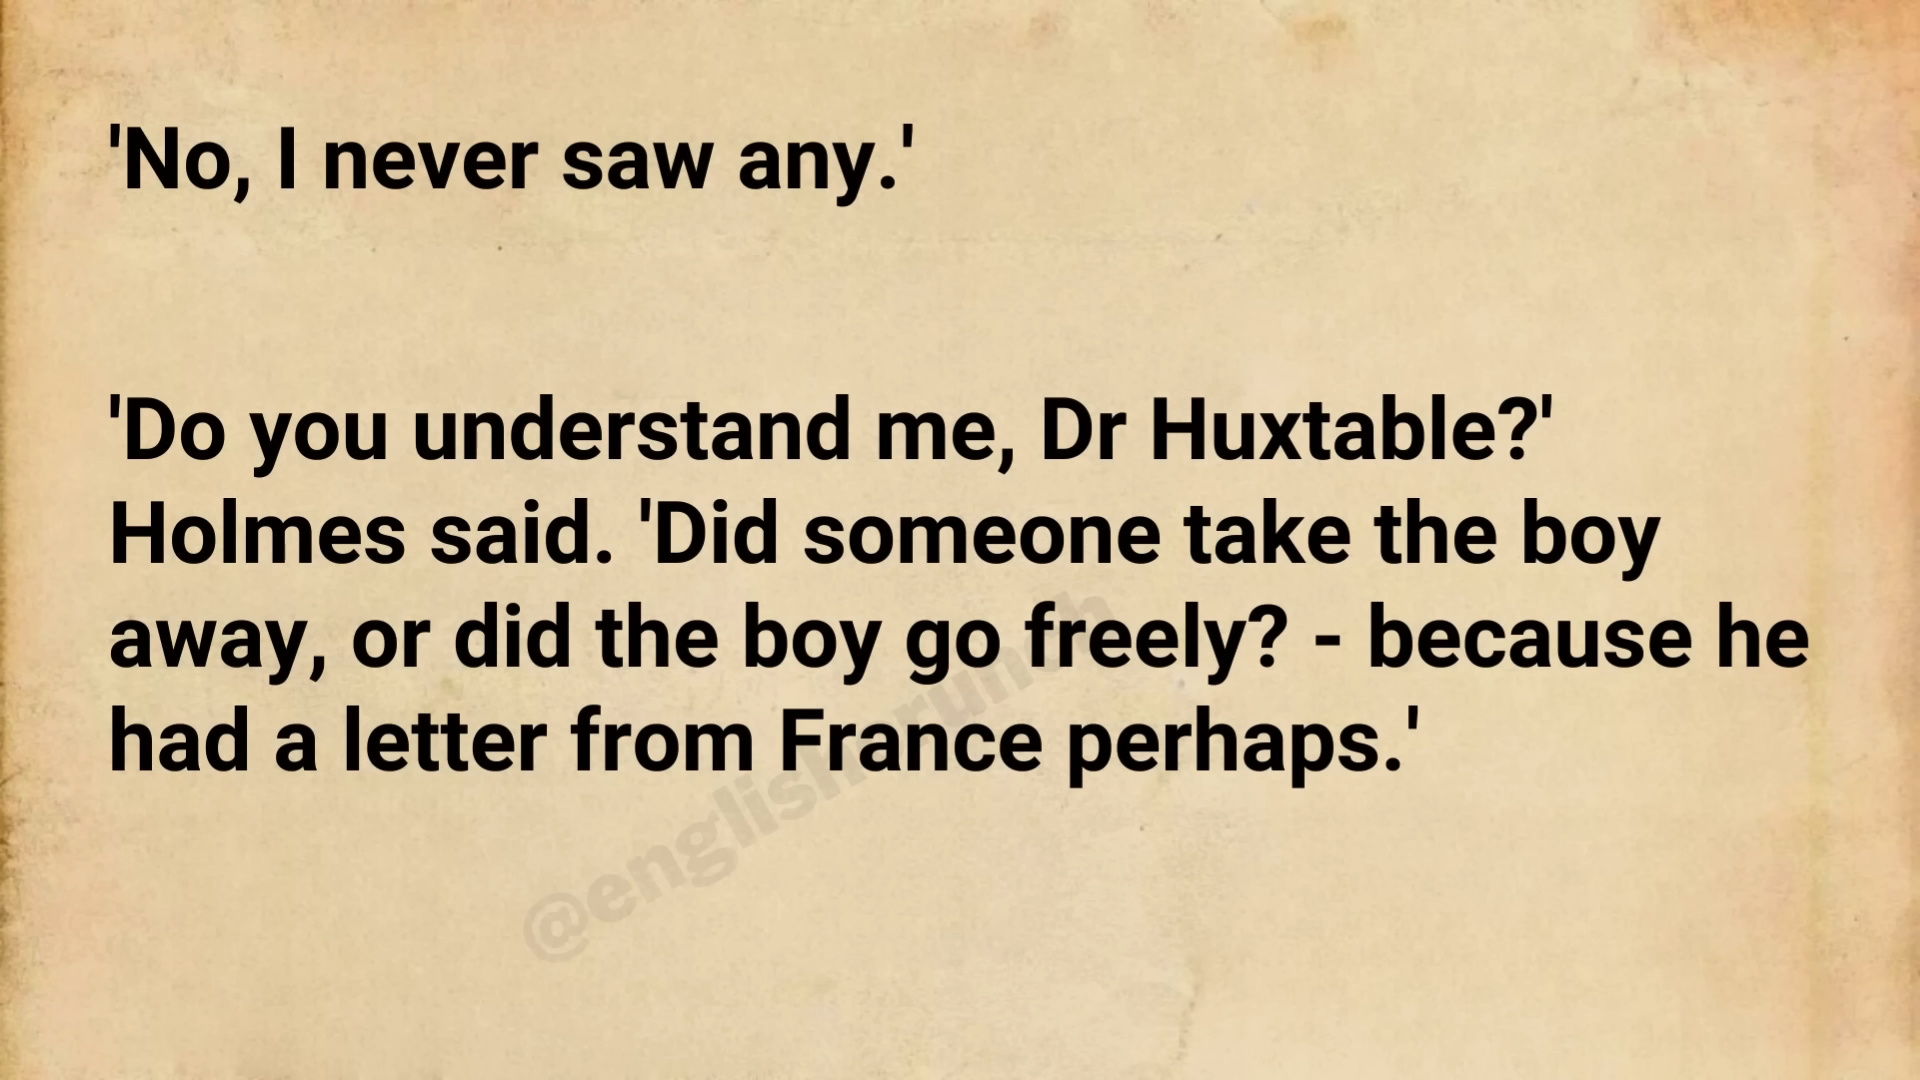 'No, I never saw any.'
'Do you understand me, Dr Huxtable?'
Holmes said. 'Did someone take the boy
away, or did the boy go freely? - because he
had a letter from France perhaps.'
@englishcrunch